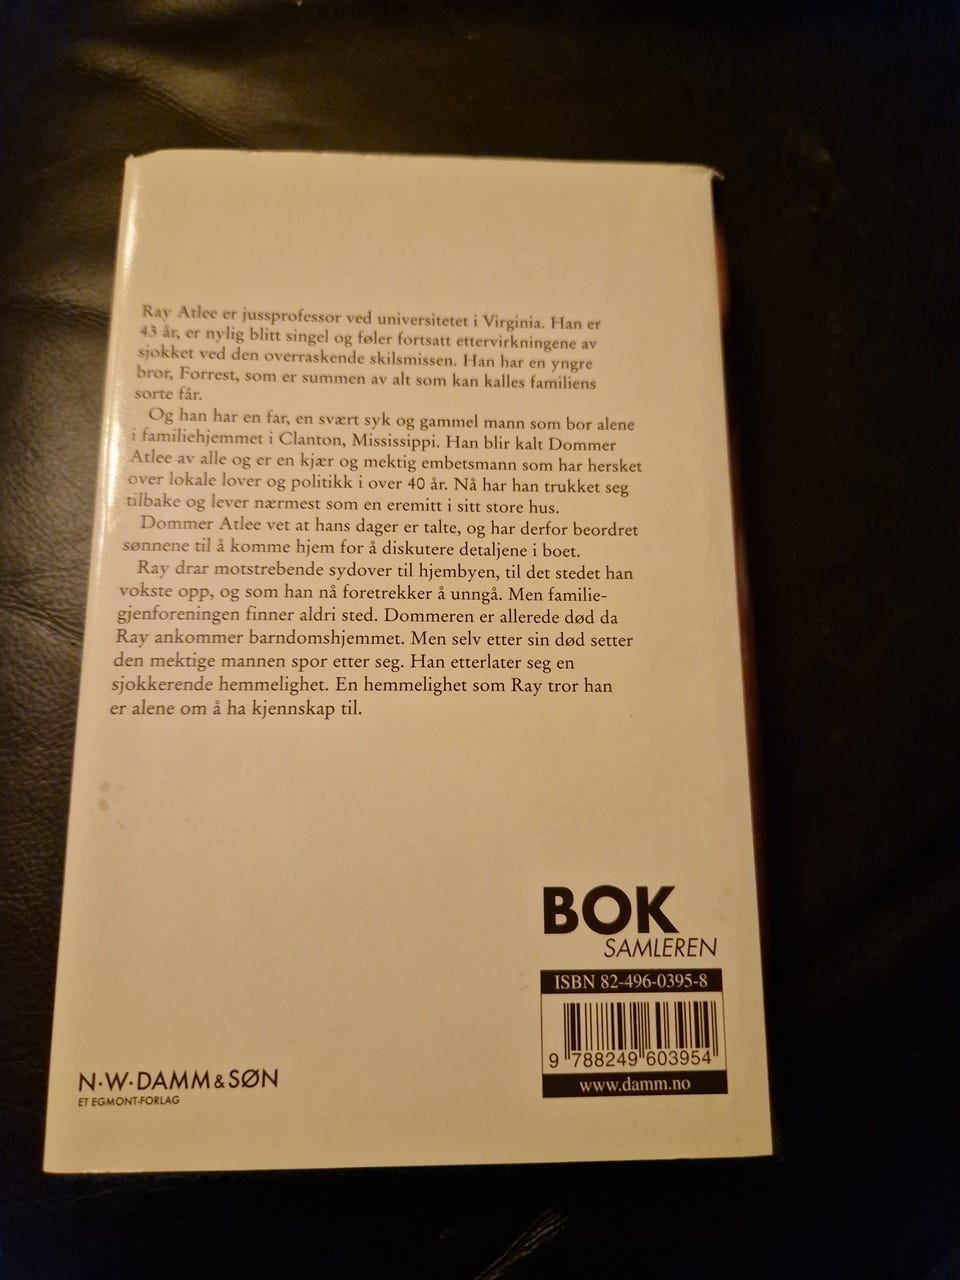 Ray Atlee er jussprofessor ved universitetet i Virginia. Han er
43 år, er nylig blitt singel og føler fortsatt ettervirkningene av
sjokket ved den overraskende skilsmissen. Han har en yngre
bror, Forrest, som er summen av alt som kan kalles familiens
sorte får.
Og han har en far, en svært syk og gammel mann som bor alene
i familiehjemmet i Clanton, Mississippi. Han blir kalt Dommer
Atlee av alle og er en kjær og mektig embetsmann som har hersket
over lokale lover og politikk i over 40 år. Nå har han trukket seg
tilbake og lever nærmest som en eremitt i sitt store hus.
Dommer Atlee vet at hans dager er talte, og har derfor beordret
sønnene til å komme hjem for å diskutere detaljene i boet.
Ray drar motstrebende sydover til hjembyen, til det stedet han
vokste opp, og som han nå foretrekker å unngå. Men familie-
gjenforeningen finner aldri sted. Dommeren er allerede død da
Ray ankommer barndomshjemmet. Men selv etter sin død setter
den mektige mannen spor etter seg. Han etterlater seg en
sjokkerende hemmelighet. En hemmelighet som Ray tror han
er alene om å ha kjennskap til.
BOK
SAMLEREN
ISBN 82-496-0395-8
9 788249 603954
www.damm.no
N·W·DAMM & SØN
ET EGMONT-FORLAG